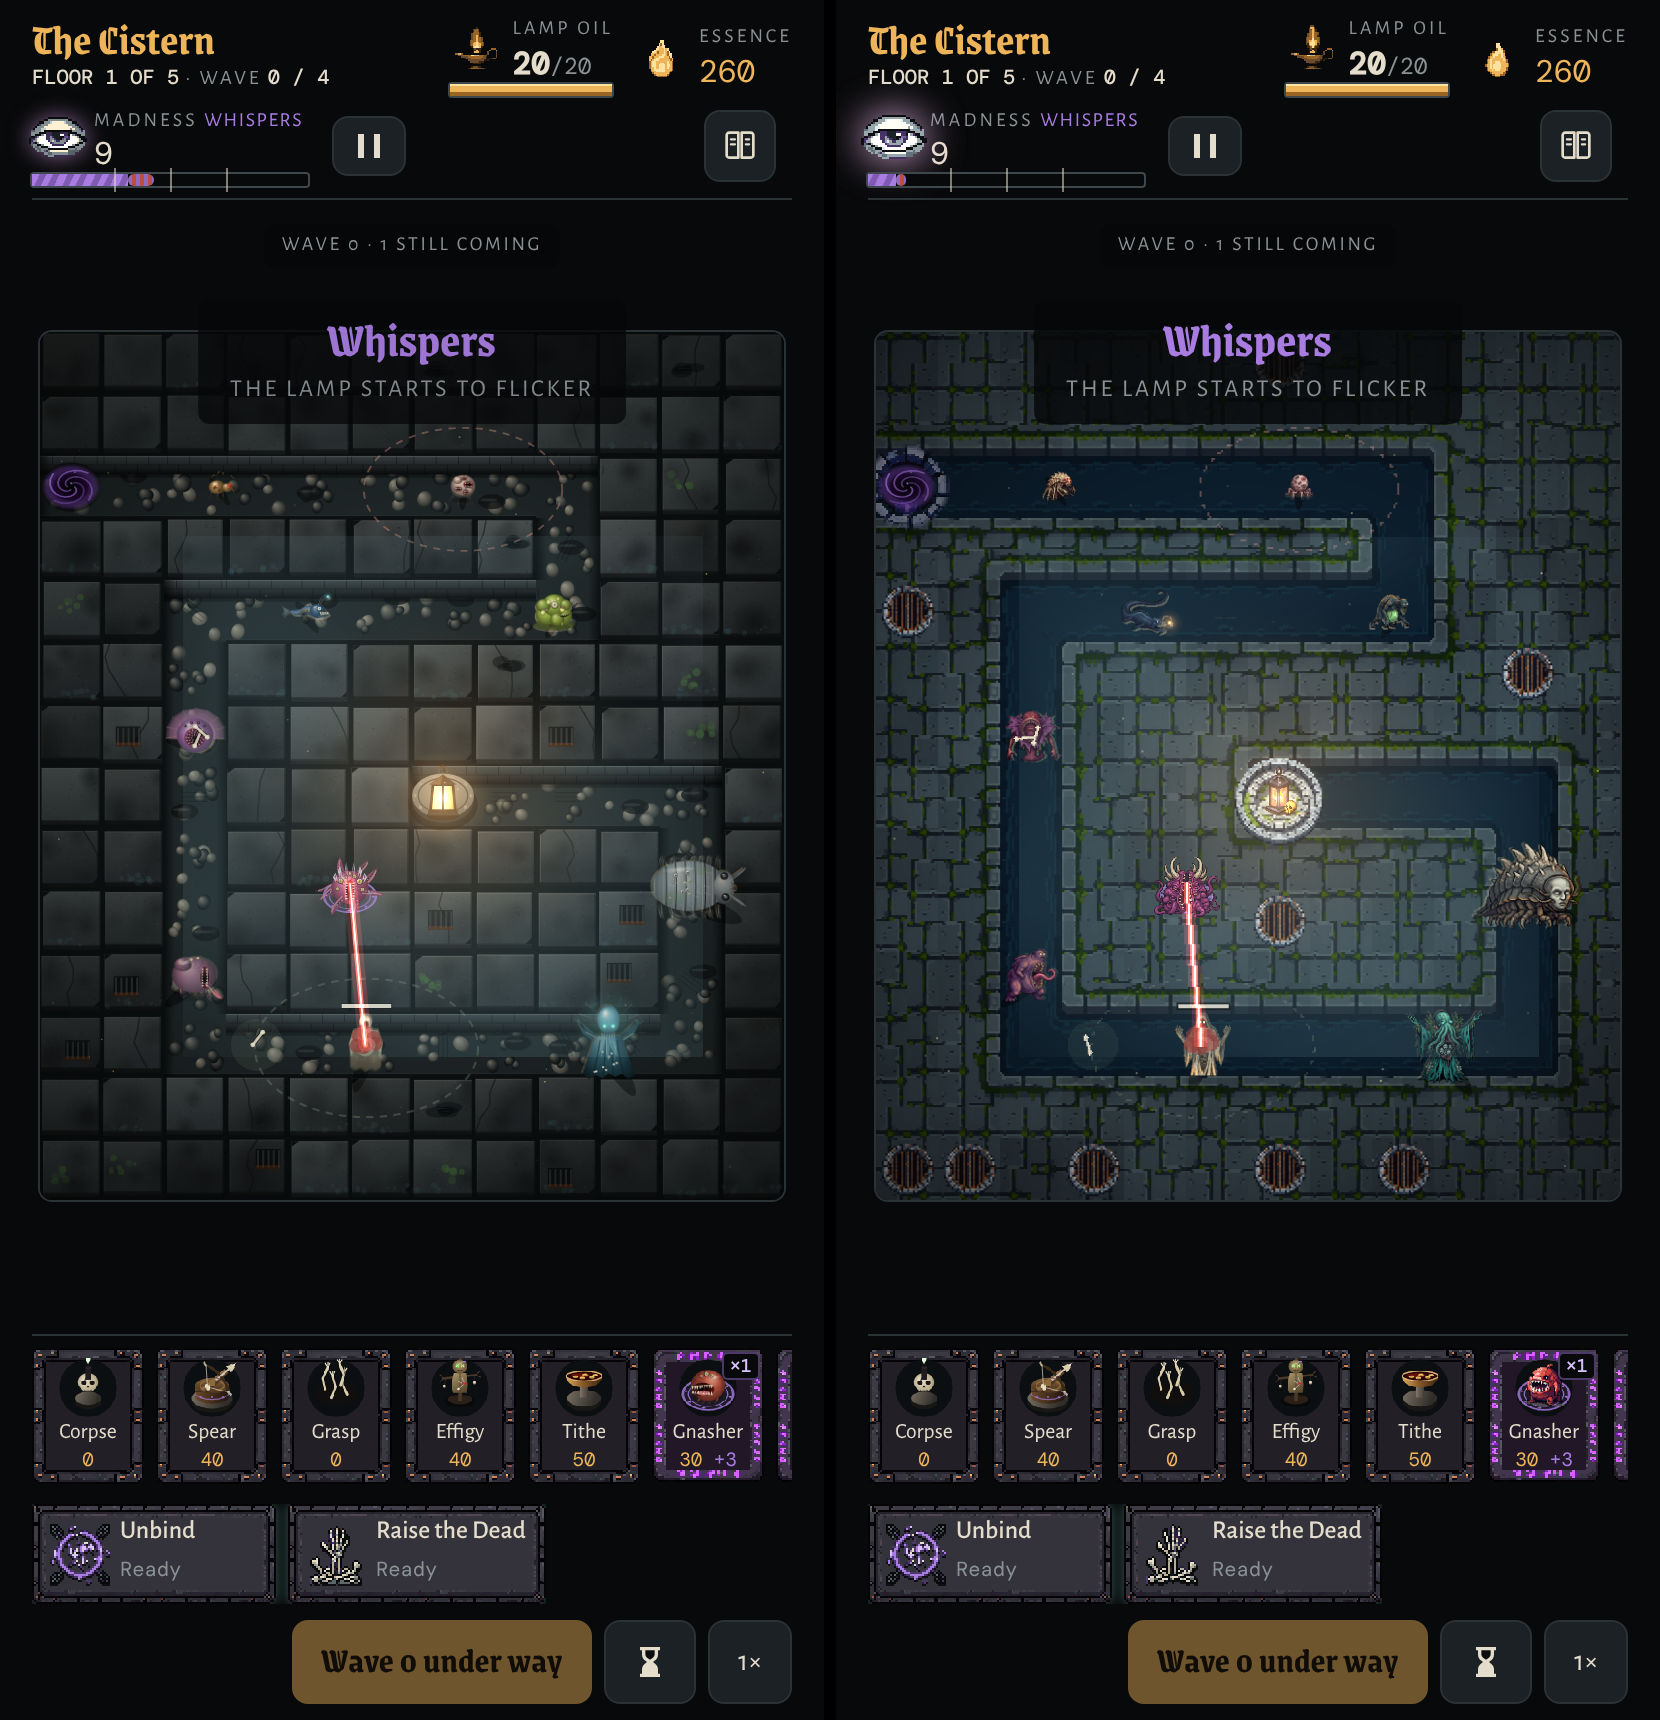 The Cistern
FLOOR 1 OF 5 · WAVE 0 / 4
LAMP OIL
20/20
ESSENCE
260
MADNESS WHISPERS
9
WAVE 0 · 1 STILL COMING
Whispers
THE LAMP STARTS TO FLICKER
Corpse
0
Spear
40
Grasp
0
Effigy
40
Tithe
50
×1
Gnasher
30 +3
Unbind
Ready
Raise the Dead
Ready
Wave 0 under way
1×
The Cistern
FLOOR 1 OF 5 · WAVE 0 / 4
LAMP OIL
20/20
ESSENCE
260
MADNESS WHISPERS
9
WAVE 0 · 1 STILL COMING
Whispers
THE LAMP STARTS TO FLICKER
Corpse
0
Spear
40
Grasp
0
Effigy
40
Tithe
50
×1
Gnasher
30 +3
Unbind
Ready
Raise the Dead
Ready
Wave 0 under way
1×